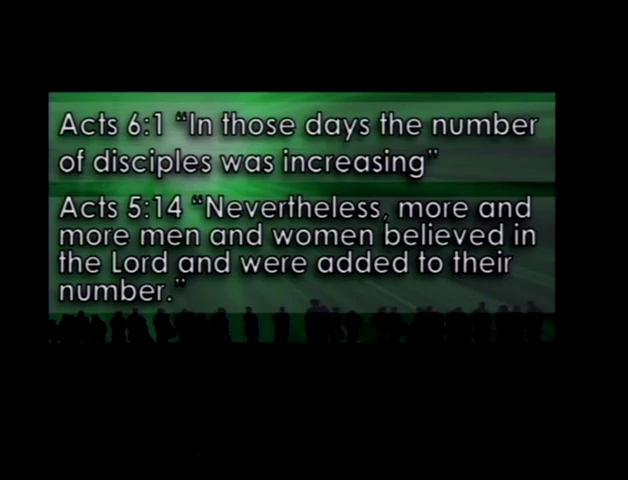 Acts 6:1 “In those days the number
of disciples was increasing”
Acts 5:14 “Nevertheless, more and
more men and women believed in
the Lord and were added to their
number.”